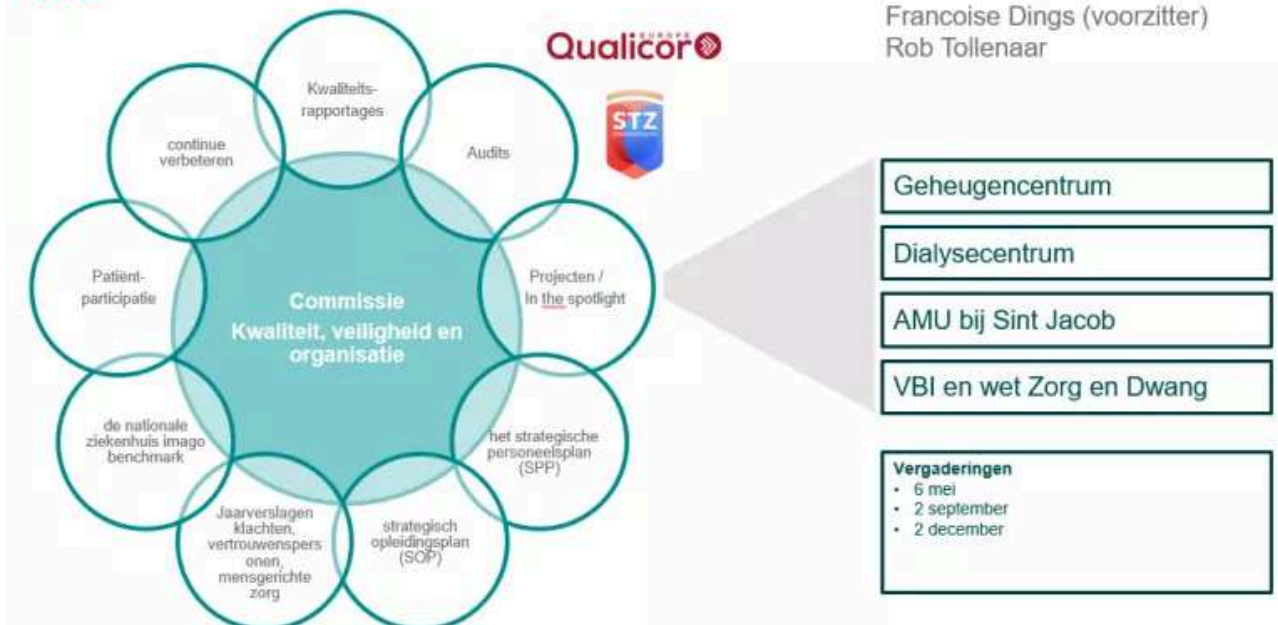 Qualicor
EUROPE
STZ
Francoise Dings (voorzitter)
Rob Tollenaar
Kwaliteits-
rapportages
Audits
Projecten /
In the spotlight
het strategische
personeelsplan
(SPP)
strategisch
opleidingsplan
(SOP)
Jaarverslagen
klachten,
vertrouwenspers
onen,
mensgerichte
zorg
de nationale
ziekenhuis imago
benchmark
Patiënt-
participatie
continue
verbeteren
Commissie
Kwaliteit, veiligheid en
organisatie
Geheugencentrum
Dialysecentrum
AMU bij Sint Jacob
VBI en wet Zorg en Dwang
Vergaderingen
• 6 mei
• 2 september
• 2 december